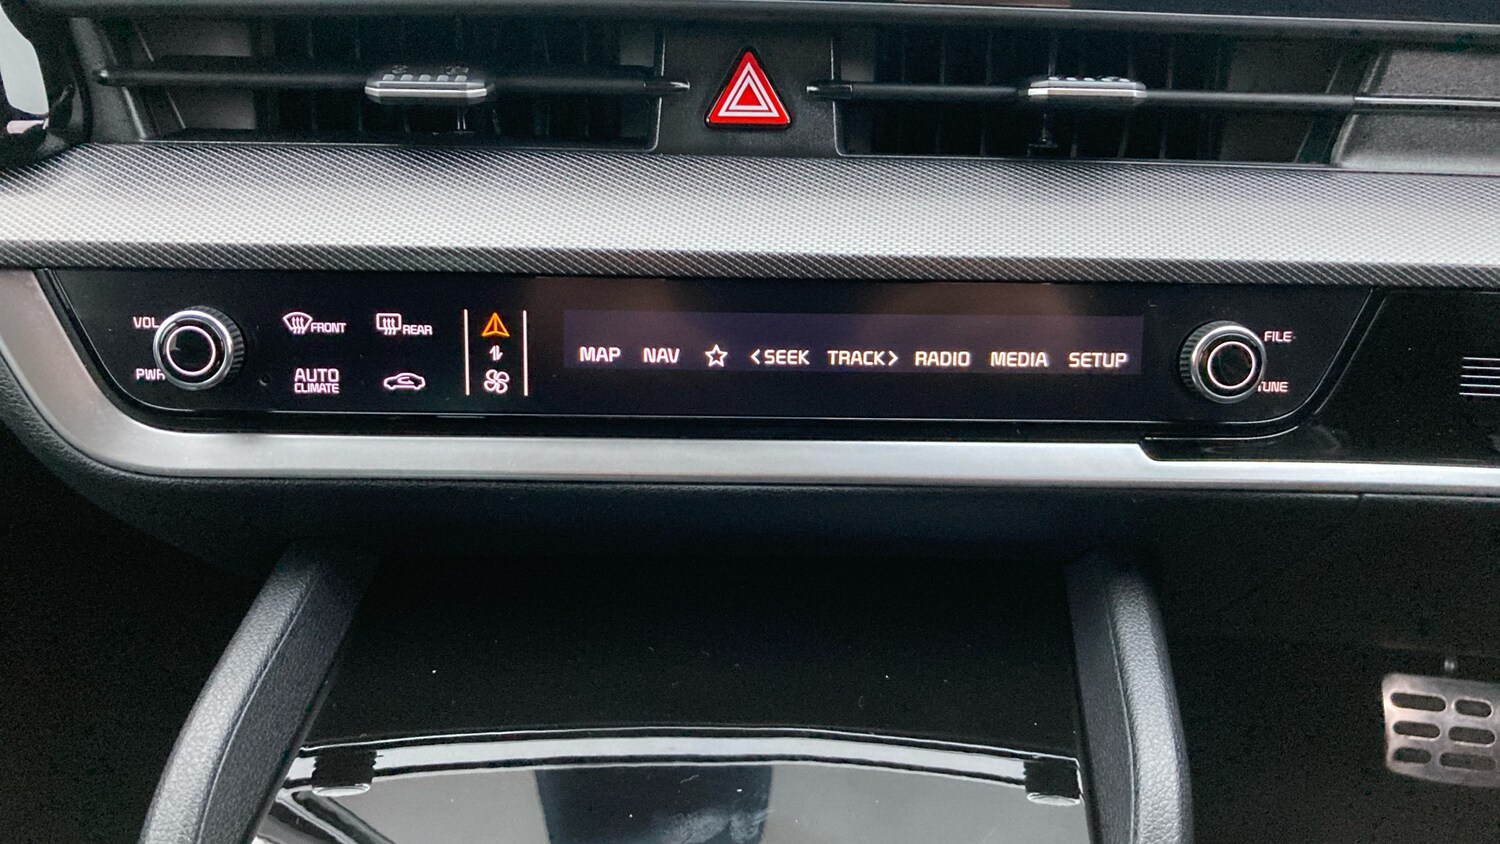 VOL
PWR
FRONT
REAR
AUTO
CLIMATE
MAP NAV <SEEK TRACK> RADIO MEDIA SETUP
FILE
TUNE